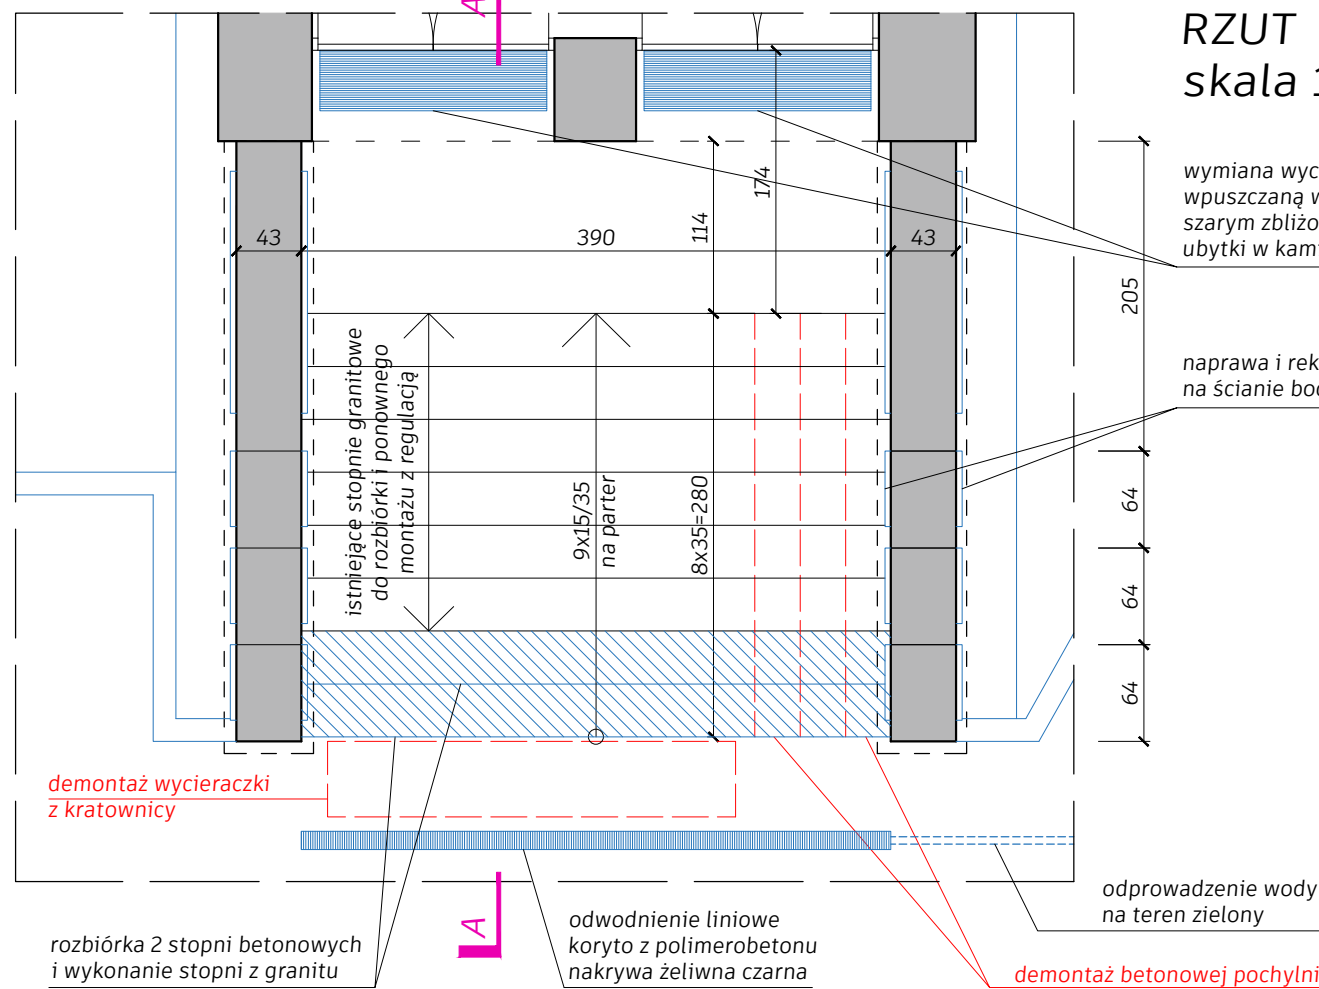 A
RZUT
skala 1
wymiana wyc
wpuszczaną w
szarym zbliżo
ubytki w kam
174
114
43
390
43
205
naprawa i rek
na ścianie boc
istniejące stopnie granitowe
do rozbiórki i ponownego
montażu z regulacją
9x15/35
na parter
8x35=280
64
64
64
demontaż wycieraczki
z kratownicy
odprowadzenie wody
na teren zielony
A
rozbiórka 2 stopni betonowych
i wykonanie stopni z granitu
odwodnienie liniowe
koryto z polimerobetonu
nakrywa żeliwna czarna
demontaż betonowej pochylni